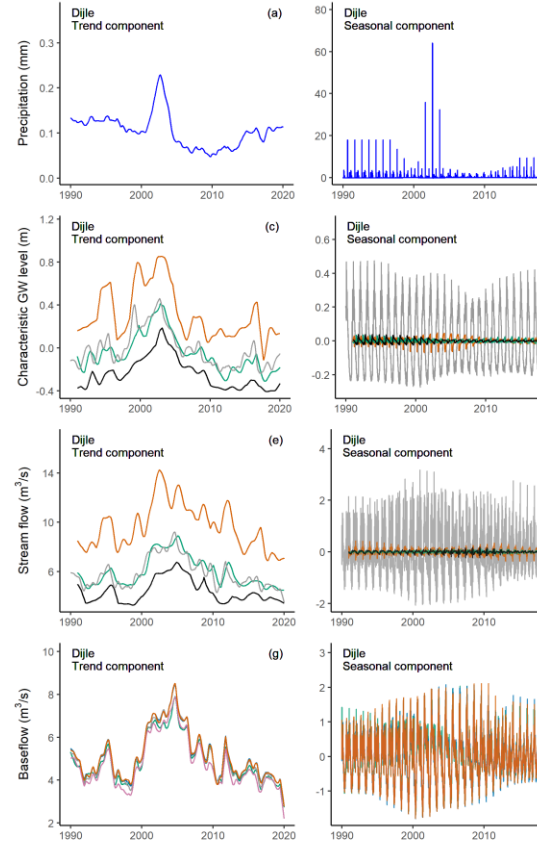 Dijle
Trend component
(a)
Precipitation (mm)
0.3
0.2
0.1
0.0
1990 2000 2010 2020
Dijle
Seasonal component
80
60
40
20
0
1990 2000 2010
Dijle
Trend component
(c)
Characteristic GW level (m)
1.2
0.8
0.4
0.0
-0.4
1990 2000 2010 2020
Dijle
Seasonal component
0.6
0.4
0.2
0.0
-0.2
1990 2000 2010
Dijle
Trend component
(e)
Stream flow (m³/s)
14
10
6
1990 2000 2010 2020
Dijle
Seasonal component
4
2
0
-2
1990 2000 2010
Dijle
Trend component
(g)
Baseflow (m³/s)
10
8
6
4
2
1990 2000 2010 2020
Dijle
Seasonal component
3
2
1
0
-1
1990 2000 2010